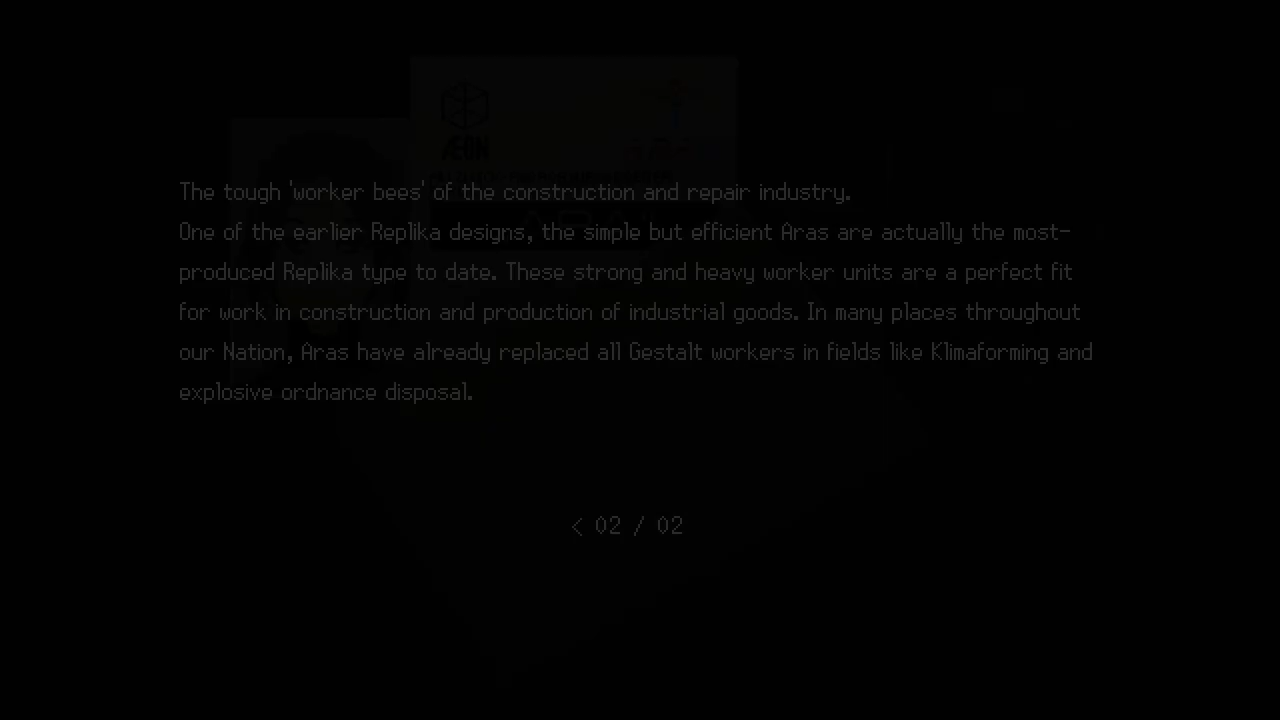 ÆON
The tough 'worker bees' of the construction and repair industry.
One of the earlier Replika designs, the simple but efficient Aras are actually the most-
produced Replika type to date. These strong and heavy worker units are a perfect fit
for work in construction and production of industrial goods. In many places throughout
our Nation, Aras have already replaced all Gestalt workers in fields like Klimaforming and
explosive ordnance disposal.
< 02 / 02